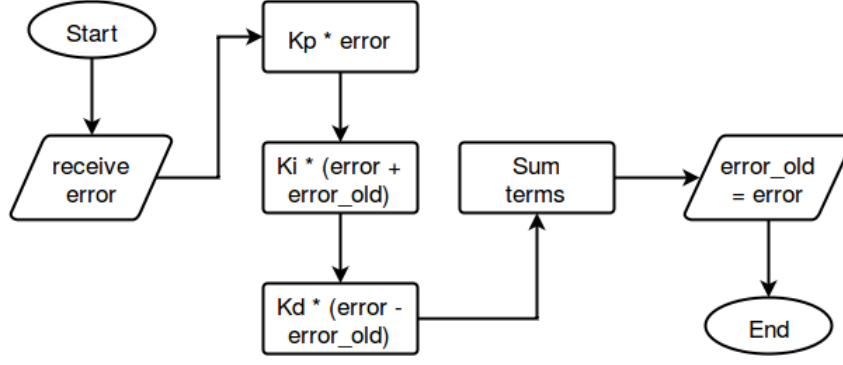 Start
receive
error
Kp * error
Ki * (error +
error_old)
Kd * (error -
error_old)
Sum
terms
error_old
= error
End